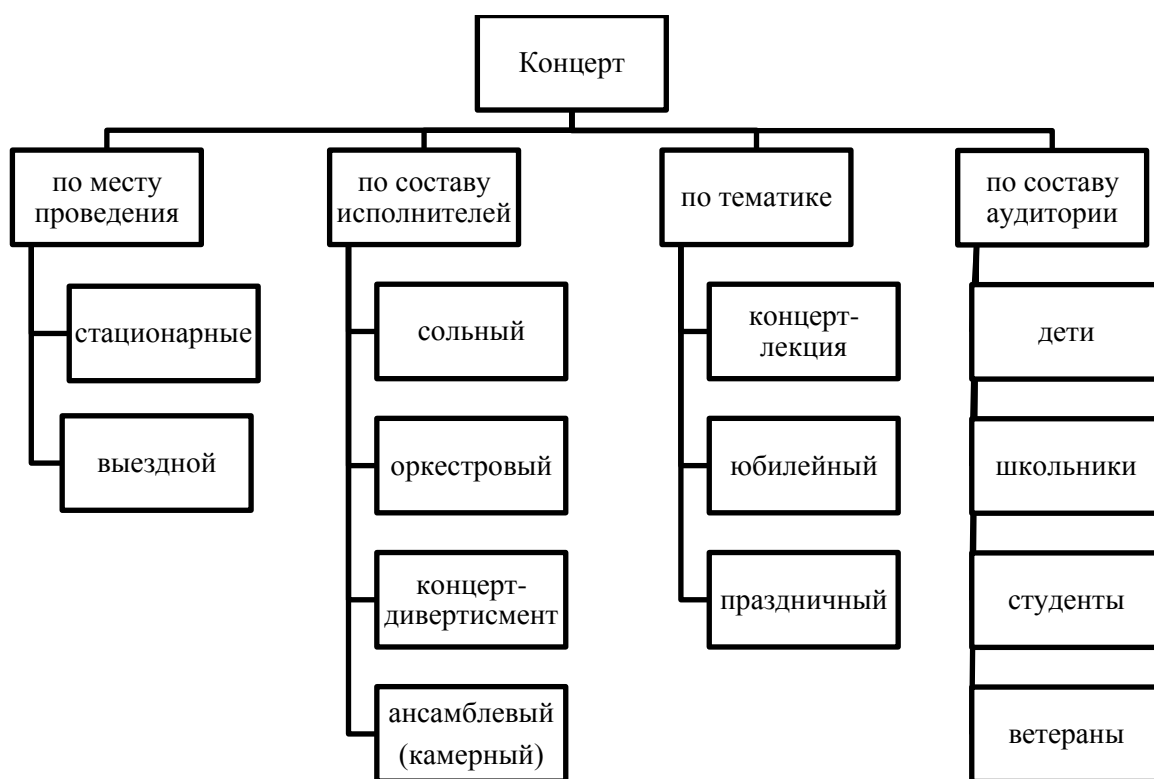 Концерт
по месту
проведения
стационарные
выездной
по составу
исполнителей
сольный
оркестровый
концерт-
дивертисмент
ансамблевый
(камерный)
по тематике
концерт-
лекция
юбилейный
праздничный
по составу
аудитории
дети
школьники
студенты
ветераны